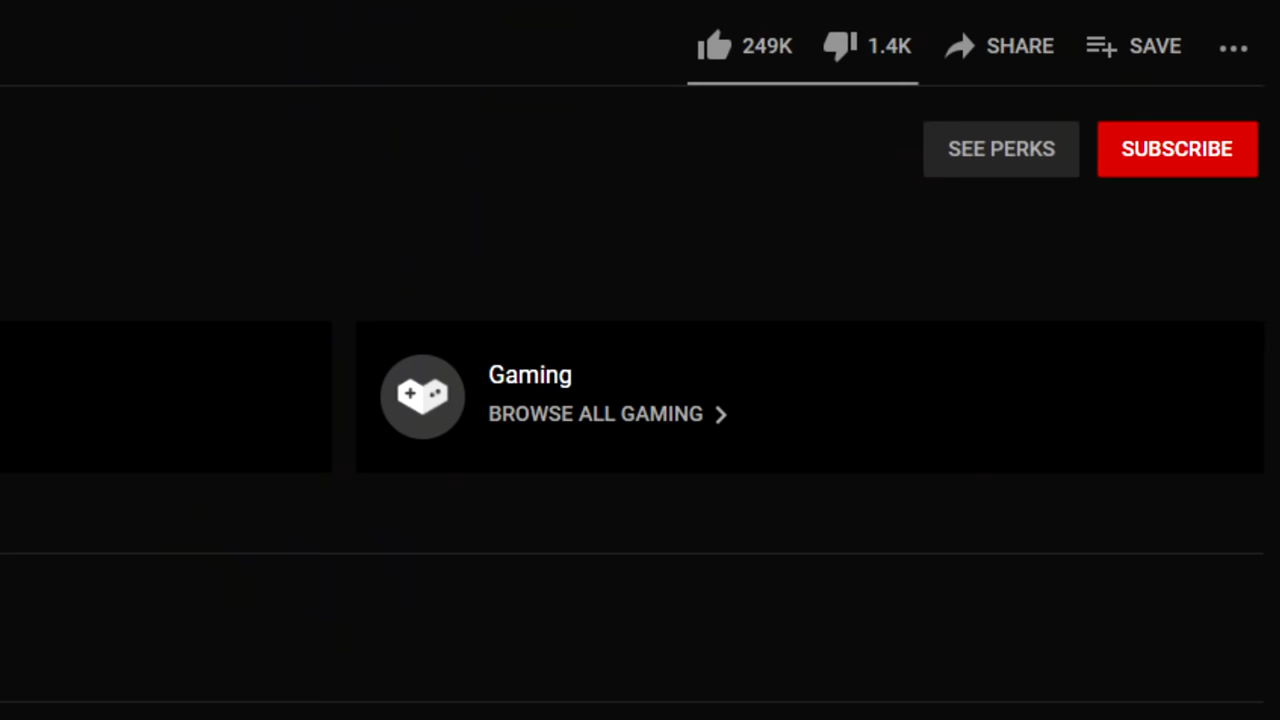 249K 1.4K SHARE SAVE
SEE PERKS SUBSCRIBE
Gaming
BROWSE ALL GAMING